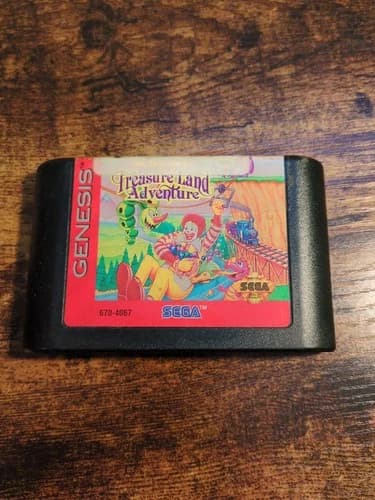 GENESIS
Treasure Land
Adventure
SEGA
670-4067
SEGA